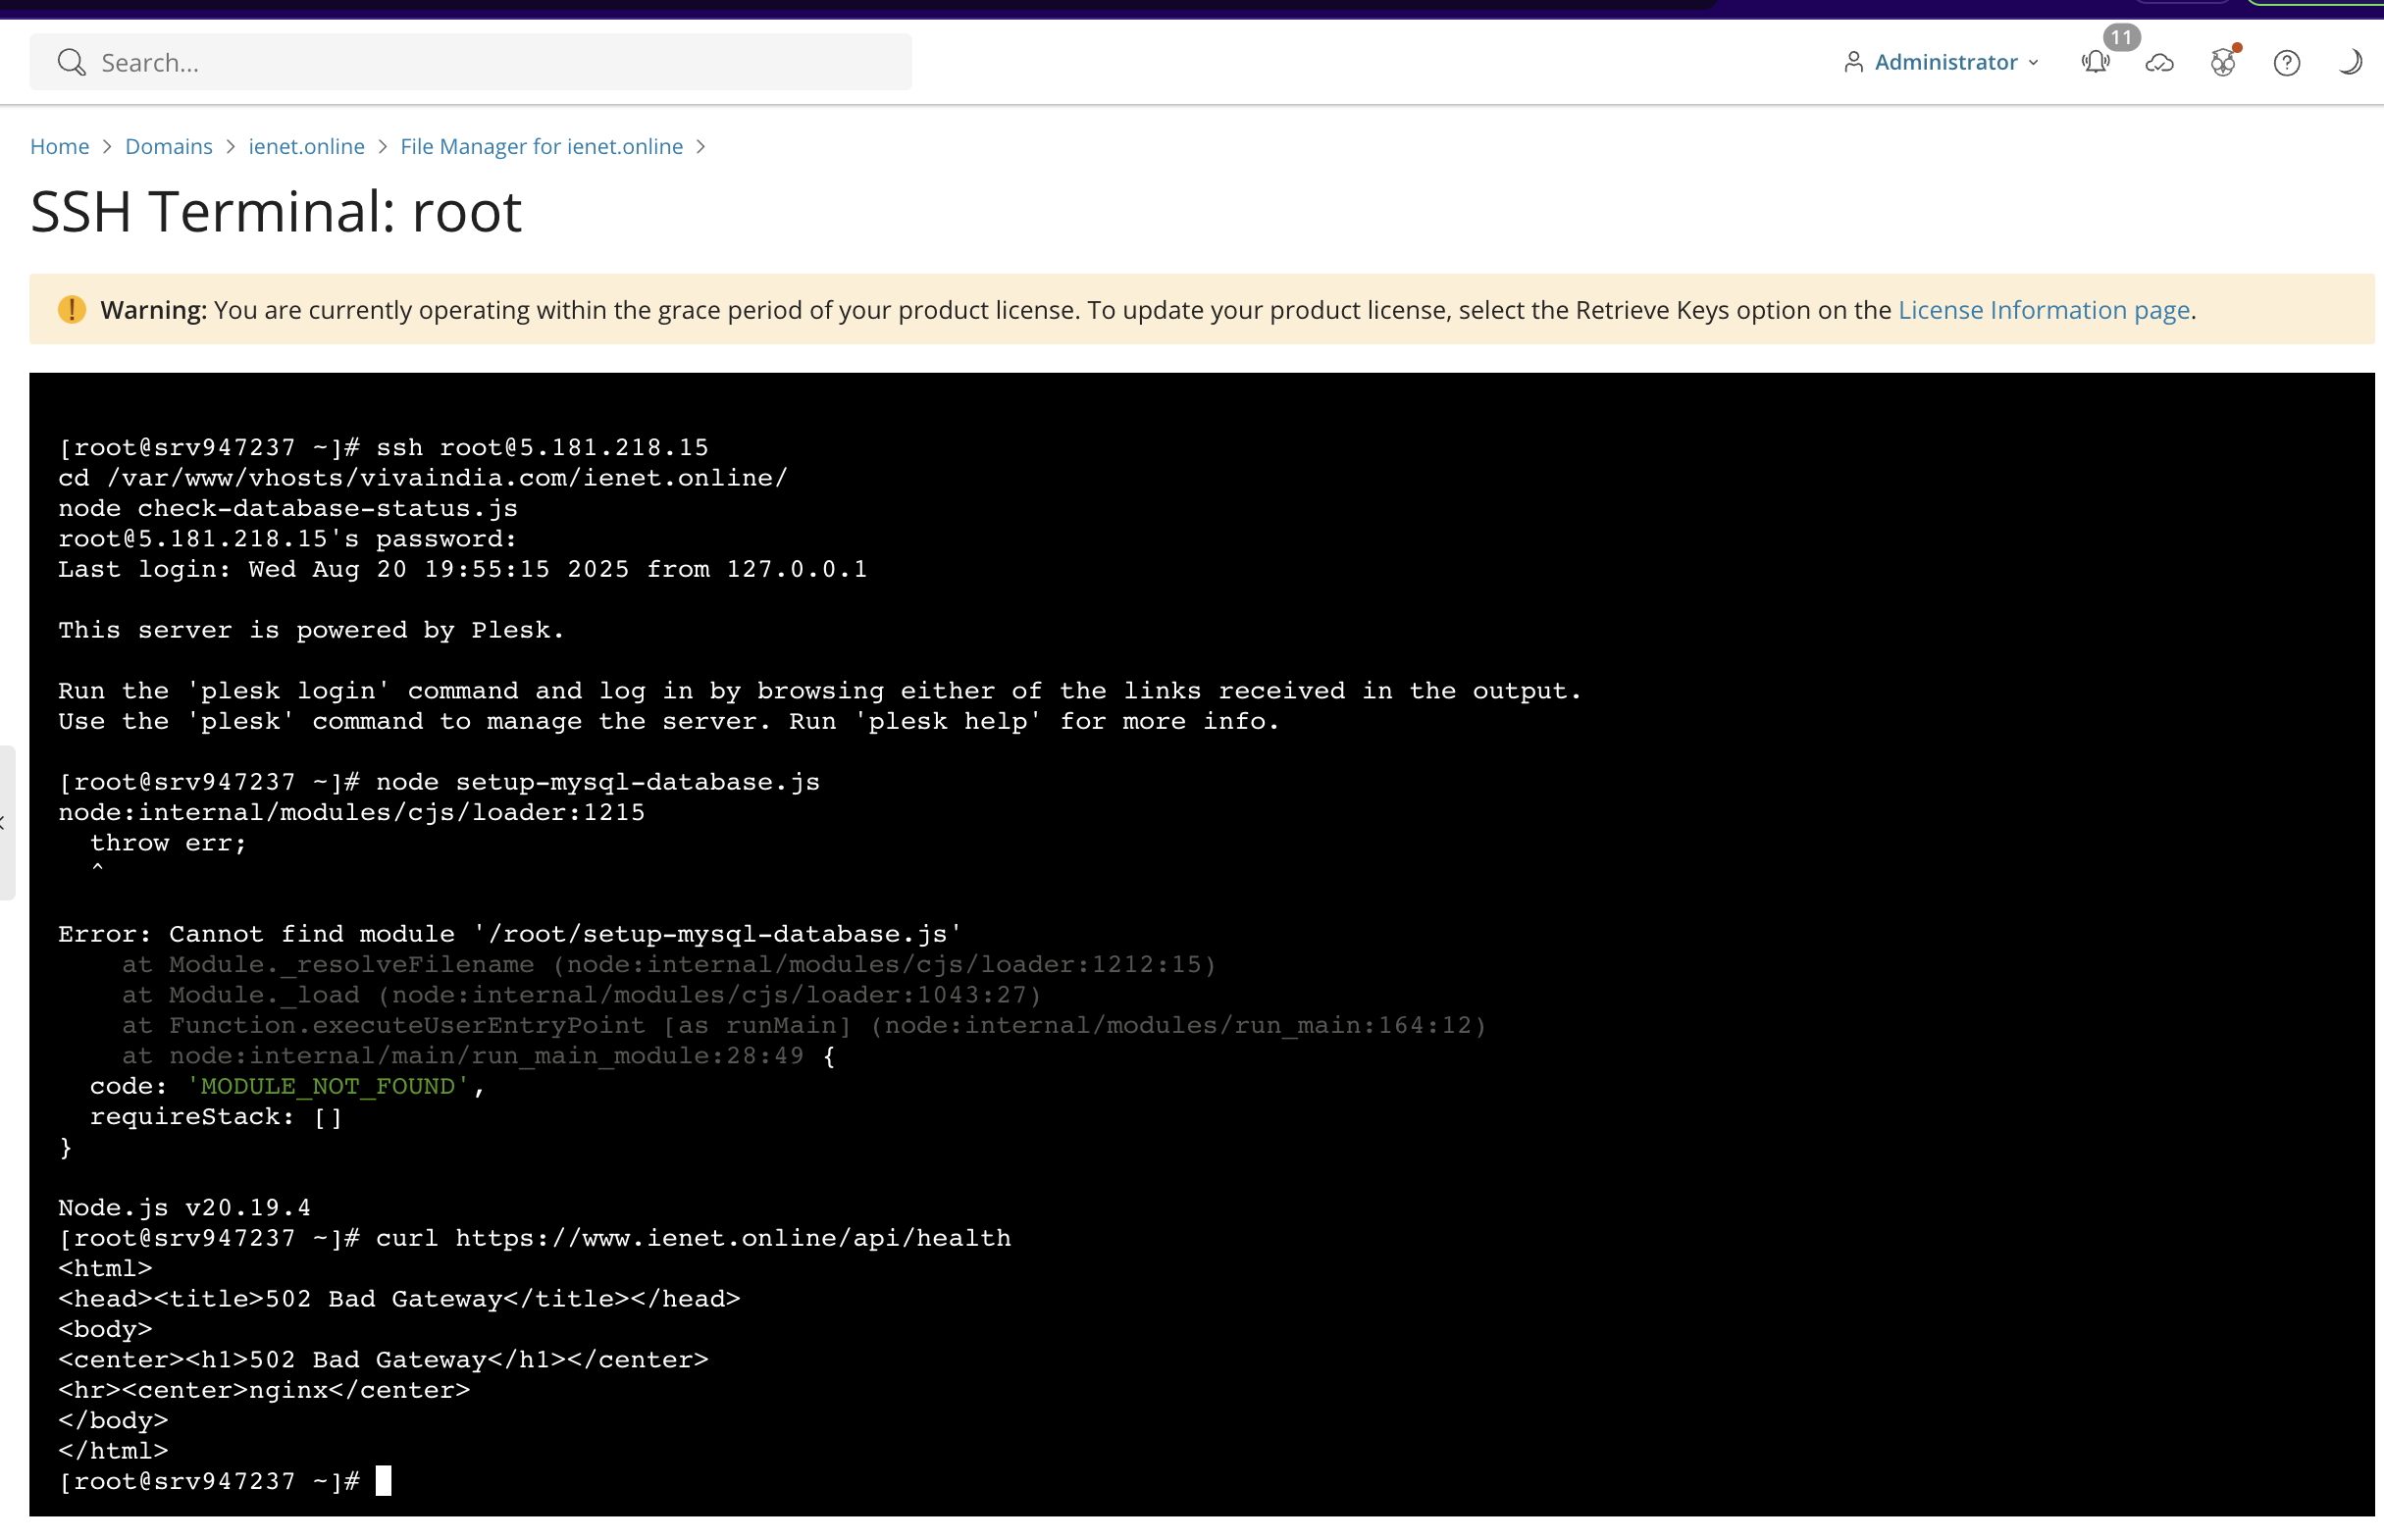 Search...
Administrator
11
Home > Domains > ienet.online > File Manager for ienet.online >
SSH Terminal: root
Warning: You are currently operating within the grace period of your product license. To update your product license, select the Retrieve Keys option on the License Information page.
[root@srv947237 ~]# ssh root@5.181.218.15
cd /var/www/vhosts/vivaindia.com/ienet.online/
node check-database-status.js
root@5.181.218.15's password:
Last login: Wed Aug 20 19:55:15 2025 from 127.0.0.1
This server is powered by Plesk.
Run the 'plesk login' command and log in by browsing either of the links received in the output.
Use the 'plesk' command to manage the server. Run 'plesk help' for more info.
[root@srv947237 ~]# node setup-mysql-database.js
node:internal/modules/cjs/loader:1215
  throw err;
  ^
Error: Cannot find module '/root/setup-mysql-database.js'
    at Module._resolveFilename (node:internal/modules/cjs/loader:1212:15)
    at Module._load (node:internal/modules/cjs/loader:1043:27)
    at Function.executeUserEntryPoint [as runMain] (node:internal/modules/run_main:164:12)
    at node:internal/main/run_main_module:28:49 {
  code: 'MODULE_NOT_FOUND',
  requireStack: []
}
Node.js v20.19.4
[root@srv947237 ~]# curl https://www.ienet.online/api/health
<html>
<head><title>502 Bad Gateway</title></head>
<body>
<center><h1>502 Bad Gateway</h1></center>
<hr><center>nginx</center>
</body>
</html>
[root@srv947237 ~]#